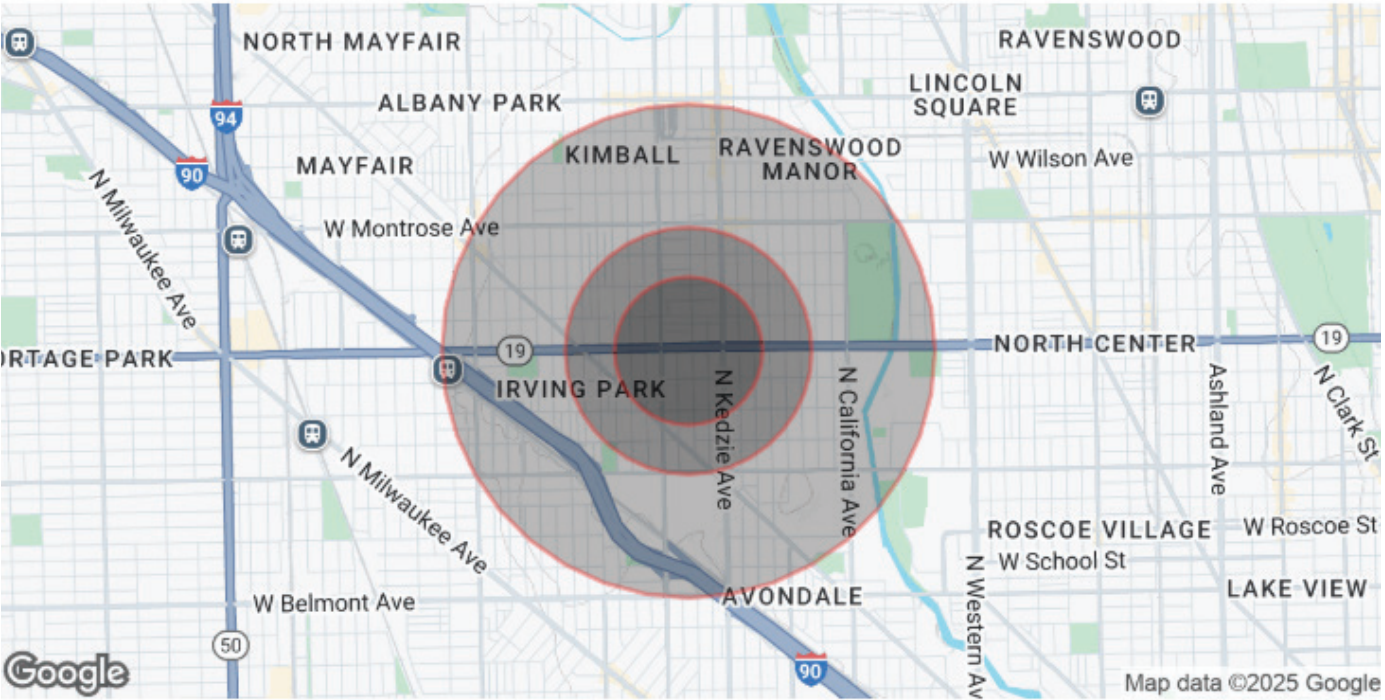 NORTH MAYFAIR
RAVENSWOOD
94
ALBANY PARK
LINCOLN
SQUARE
KIMBALL
RAVENSWOOD
MANOR
W Wilson Ave
MAYFAIR
90
N Milwaukee Ave
W Montrose Ave
ORTAGE PARK
19
NORTH CENTER
19
IRVING PARK
N Kedzie Ave
N California Ave
Ashland Ave
N Clark St
N Milwaukee Ave
ROSCOE VILLAGE
W Roscoe St
W School St
N Western Av
LAKE VIEW
W Belmont Ave
AVONDALE
50
90
Google
Map data ©2025 Google